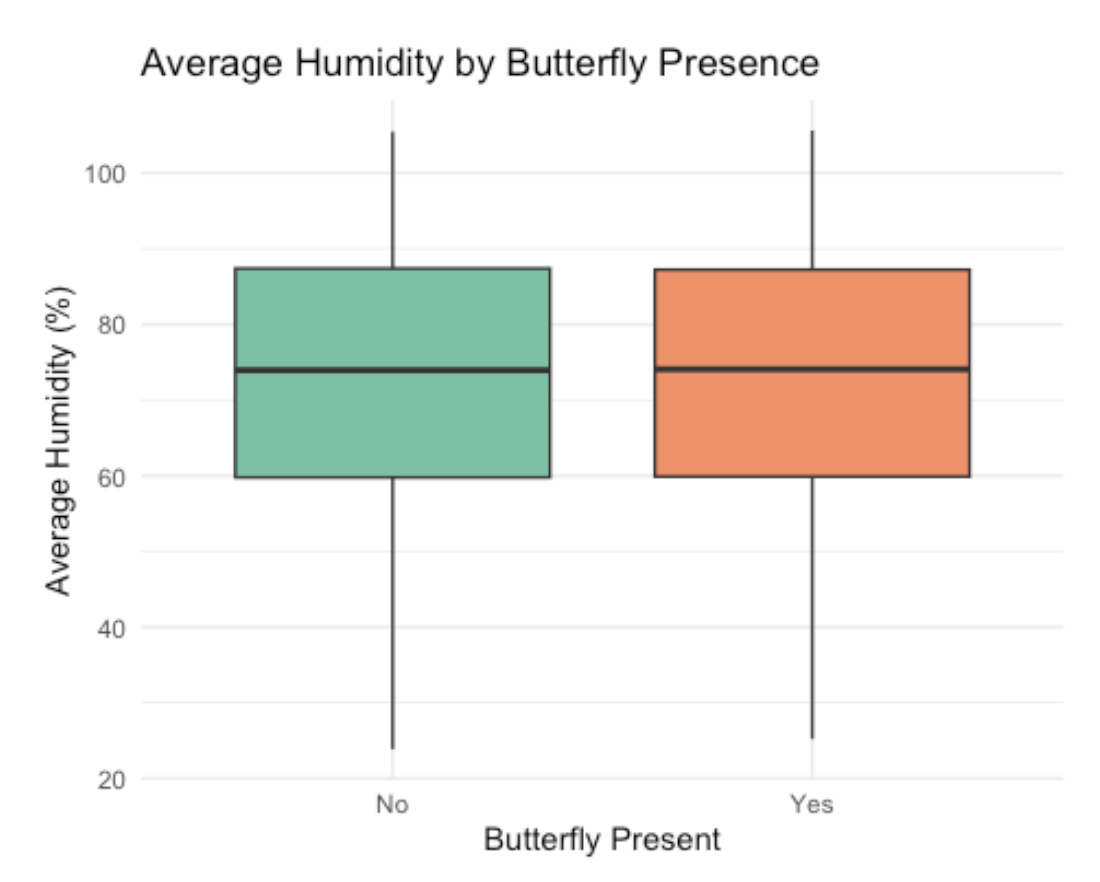 Average Humidity by Butterfly Presence
100
80
60
40
20
Average Humidity (%)
No
Yes
Butterfly Present